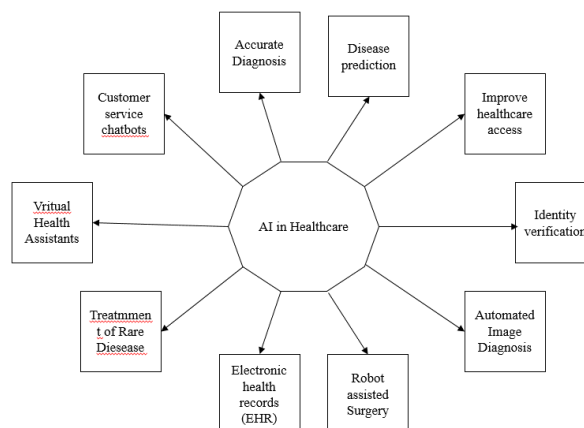 Accurate
Diagnosis
Disease
prediction
Customer
service
chatbots
Improve
healthcare
access
Vritual
Health
Assistants
AI in Healthcare
Identity
verification
Treatmmen
t of Rare
Diesease
Automated
Image
Diagnosis
Electronic
health
records
(EHR)
Robot
assisted
Surgery